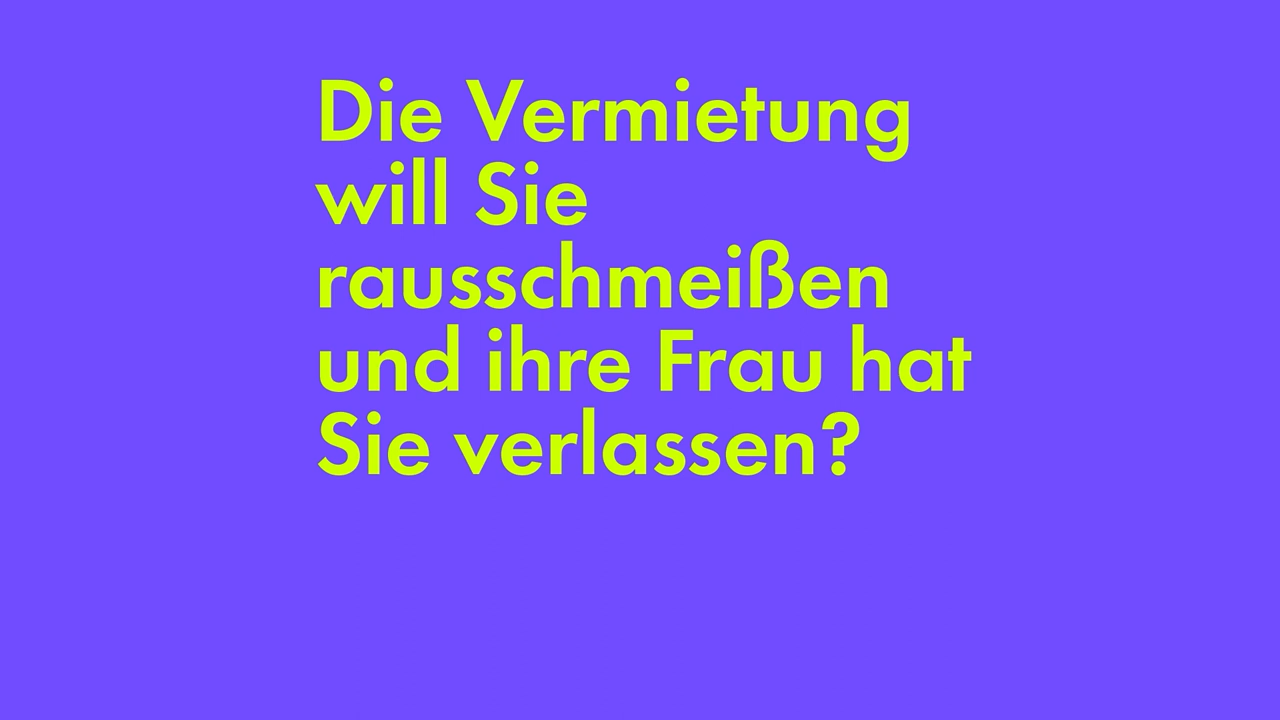 Die Vermietung
will Sie
rausschmeißen
und ihre Frau hat
Sie verlassen?